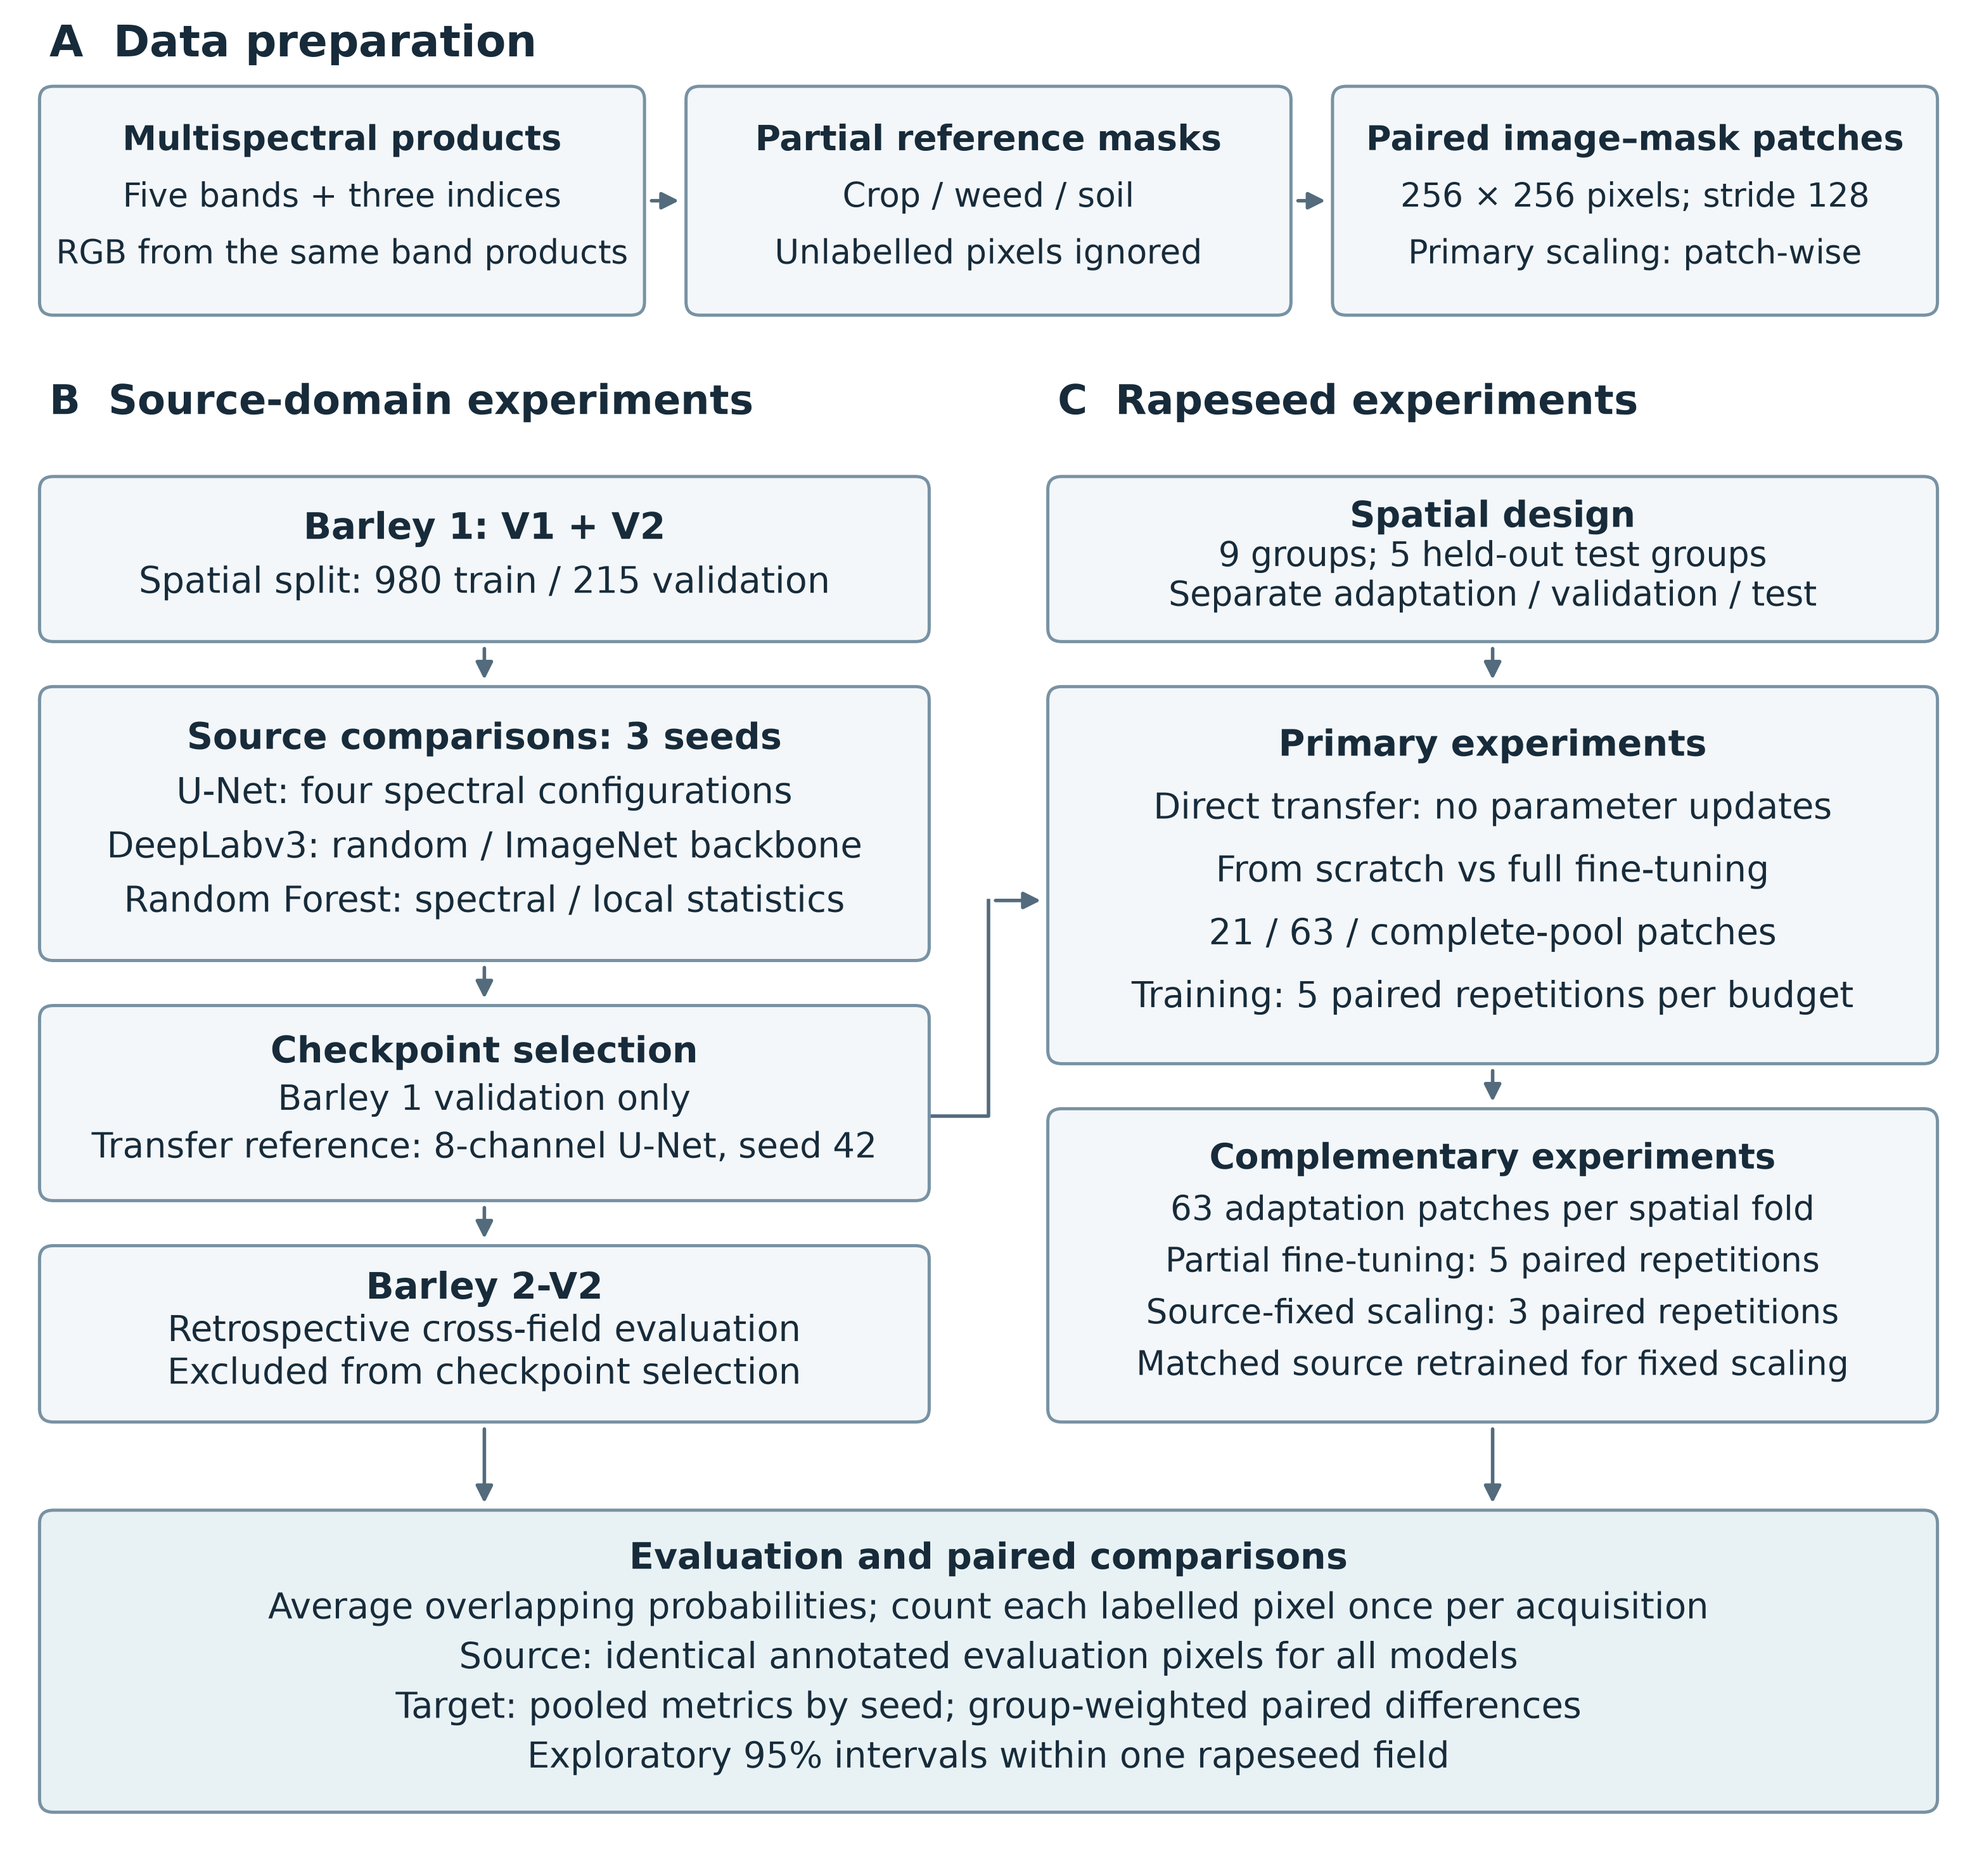 A Data preparation
Multispectral products
Five bands + three indices
RGB from the same band products
Partial reference masks
Crop / weed / soil
Unlabelled pixels ignored
Paired image–mask patches
256 × 256 pixels; stride 128
Primary scaling: patch-wise
B Source-domain experiments
Barley 1: V1 + V2
Spatial split: 980 train / 215 validation
Source comparisons: 3 seeds
U-Net: four spectral configurations
DeepLabv3: random / ImageNet backbone
Random Forest: spectral / local statistics
Checkpoint selection
Barley 1 validation only
Transfer reference: 8-channel U-Net, seed 42
Barley 2-V2
Retrospective cross-field evaluation
Excluded from checkpoint selection
C Rapeseed experiments
Spatial design
9 groups; 5 held-out test groups
Separate adaptation / validation / test
Primary experiments
Direct transfer: no parameter updates
From scratch vs full fine-tuning
21 / 63 / complete-pool patches
Training: 5 paired repetitions per budget
Complementary experiments
63 adaptation patches per spatial fold
Partial fine-tuning: 5 paired repetitions
Source-fixed scaling: 3 paired repetitions
Matched source retrained for fixed scaling
Evaluation and paired comparisons
Average overlapping probabilities; count each labelled pixel once per acquisition
Source: identical annotated evaluation pixels for all models
Target: pooled metrics by seed; group-weighted paired differences
Exploratory 95% intervals within one rapeseed field